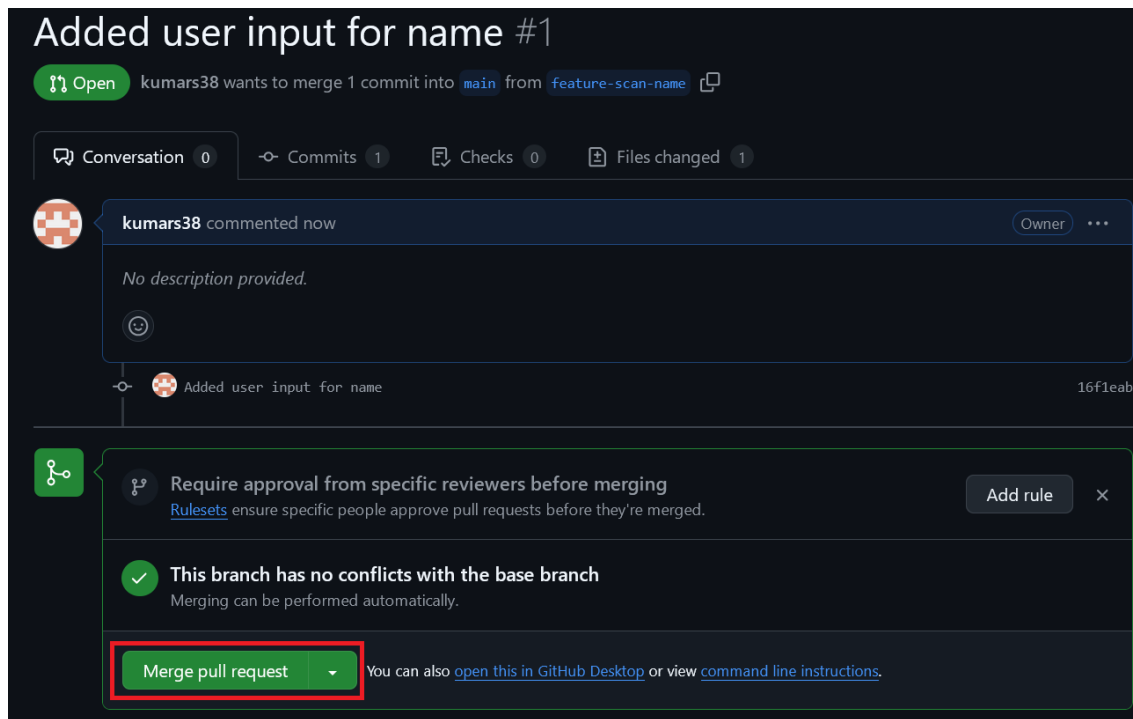 Added user input for name #1
Open kumars38 wants to merge 1 commit into main from feature-scan-name
Conversation 0 Commits 1 Checks 0 Files changed 1
kumars38 commented now Owner
No description provided.
Added user input for name 16f1eab
Require approval from specific reviewers before merging
Rulesets ensure specific people approve pull requests before they're merged.
Add rule
This branch has no conflicts with the base branch
Merging can be performed automatically.
Merge pull request You can also open this in GitHub Desktop or view command line instructions.